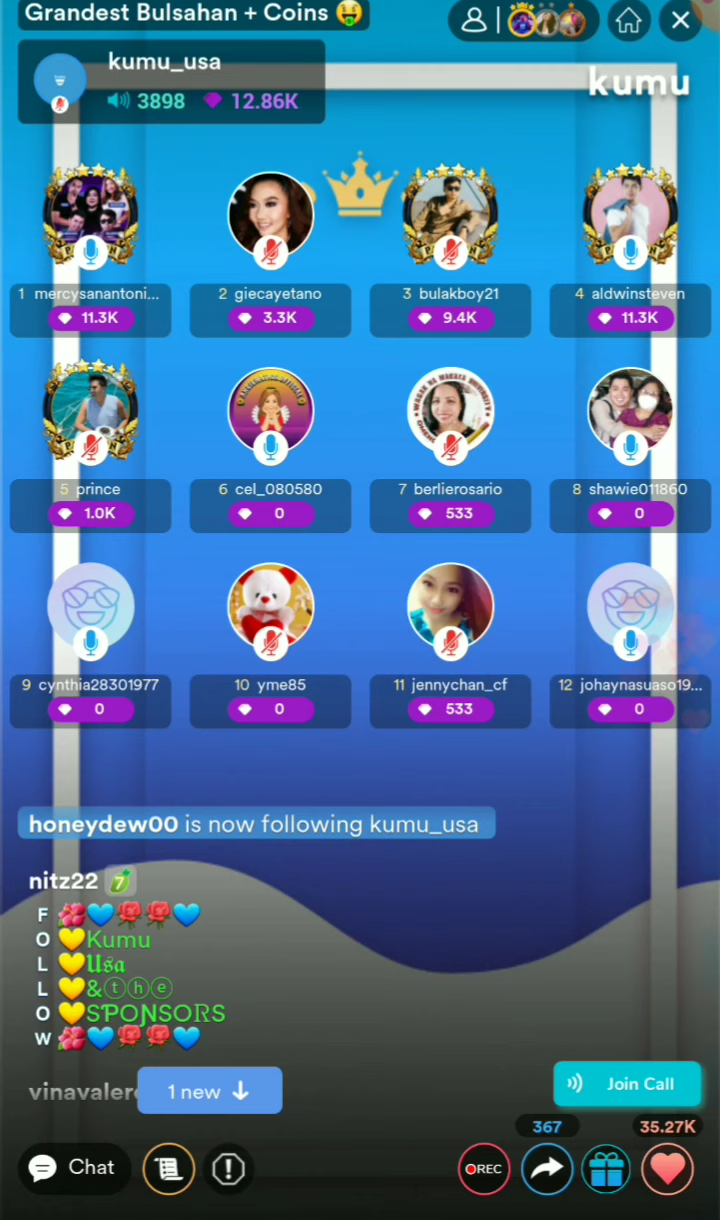 Grandest Bulsahan + Coins 🤑
kumu_usa
3898 12.86K
kumu
1 mercysanantoni...
11.3K
2 giecayetano
3.3K
3 bulakboy21
9.4K
4 aldwinsteven
11.3K
5 prince
1.0K
6 cel_080580
0
7 berlierosario
533
8 shawie011860
0
9 cynthia28301977
0
10 yme85
0
11 jennychan_cf
533
12 johaynasuaso19...
0
honeydew00 is now following kumu_usa
nitz22 7
F 🌺💙🌹🌹💙
O 💛Kumu
L 💛𝖀𝖘𝖆
L 💛&ⓣⓗⓔ
O 💛SPONSORS
W 🌺💙🌹🌹💙
1 new ↓
Join Call
367 35.27K
Chat
REC